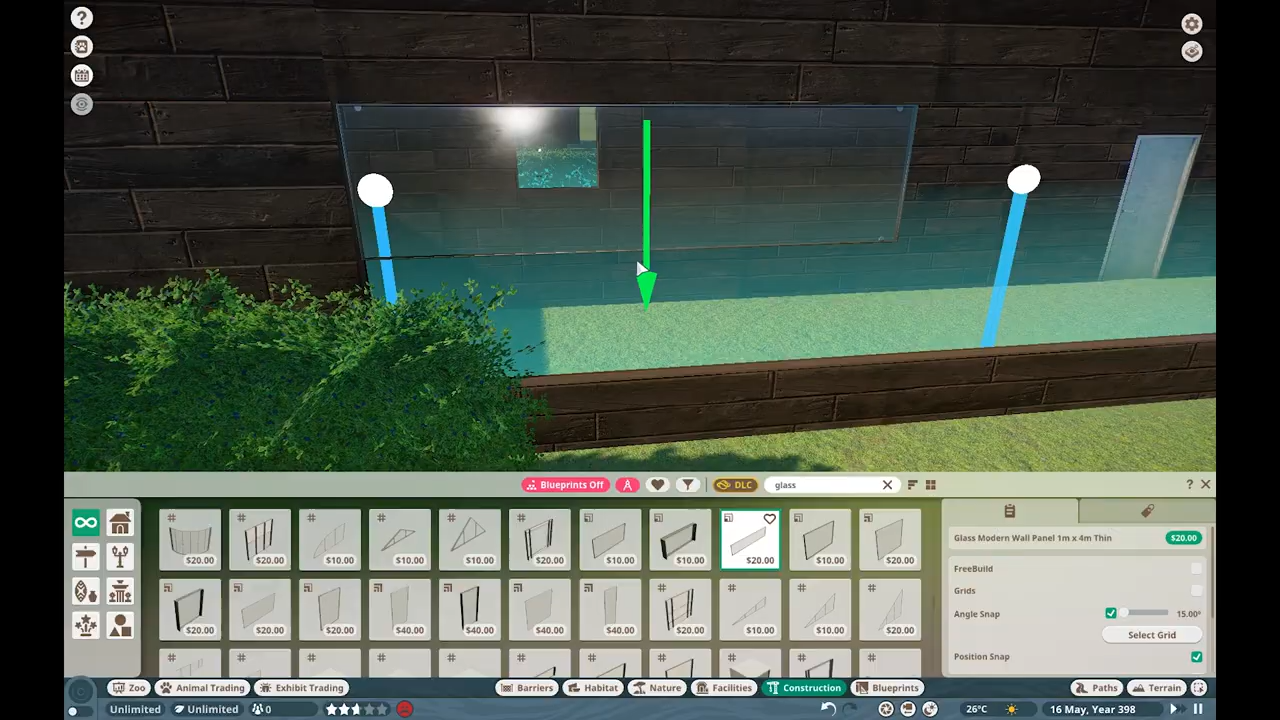 ?
Blueprints Off
DLC
glass
?
$20.00 $20.00 $10.00 $10.00 $10.00 $20.00 $10.00 $10.00 $20.00 $10.00 $20.00
$20.00 $20.00 $20.00 $40.00 $40.00 $40.00 $40.00 $20.00 $10.00 $10.00 $20.00
Glass Modern Wall Panel 1m x 4m Thin $20.00
FreeBuild
Grids
Angle Snap 15.00°
Select Grid
Position Snap
Zoo Animal Trading Exhibit Trading Barriers Habitat Nature Facilities Construction Blueprints Paths Terrain
Unlimited Unlimited 0 26°C 16 May, Year 398